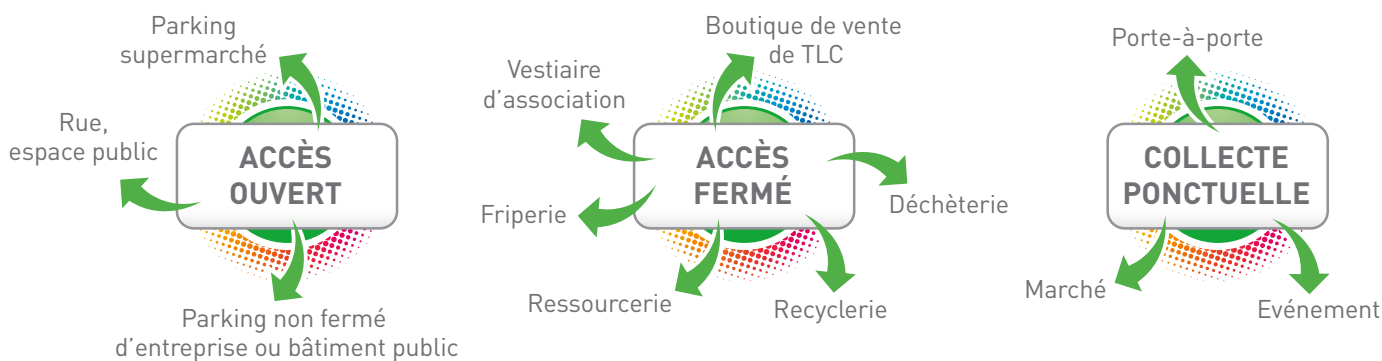 Parking
supermarché
Rue,
espace public
ACCÈS
OUVERT
Parking non fermé
d'entreprise ou bâtiment public
Boutique de vente
de TLC
Vestiaire
d'association
ACCÈS
FERMÉ
Friperie
Déchèterie
Ressourcerie
Recyclerie
Porte-à-porte
COLLECTE
PONCTUELLE
Marché
Evénement